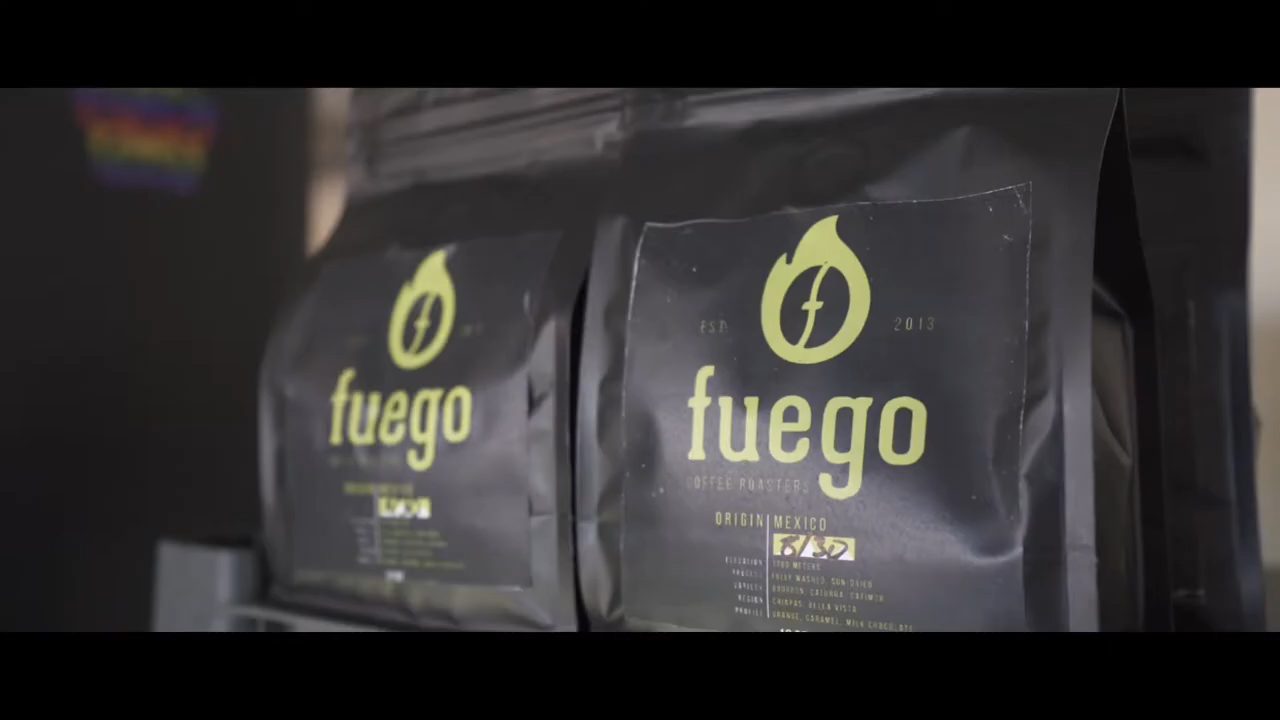 f
fuego
f
EST. 2013
fuego
COFFEE ROASTERS
ORIGIN MEXICO
8/30
ELEVATION 1700 METERS
PROCESS FULLY WASHED, SUN-DRIED
VARIETY BOURBON, CATURRA, CATIMOR
REGION CHIAPAS, BELLA VISTA
PROFILE ORANGE, CARAMEL, MILK CHOCOLATE